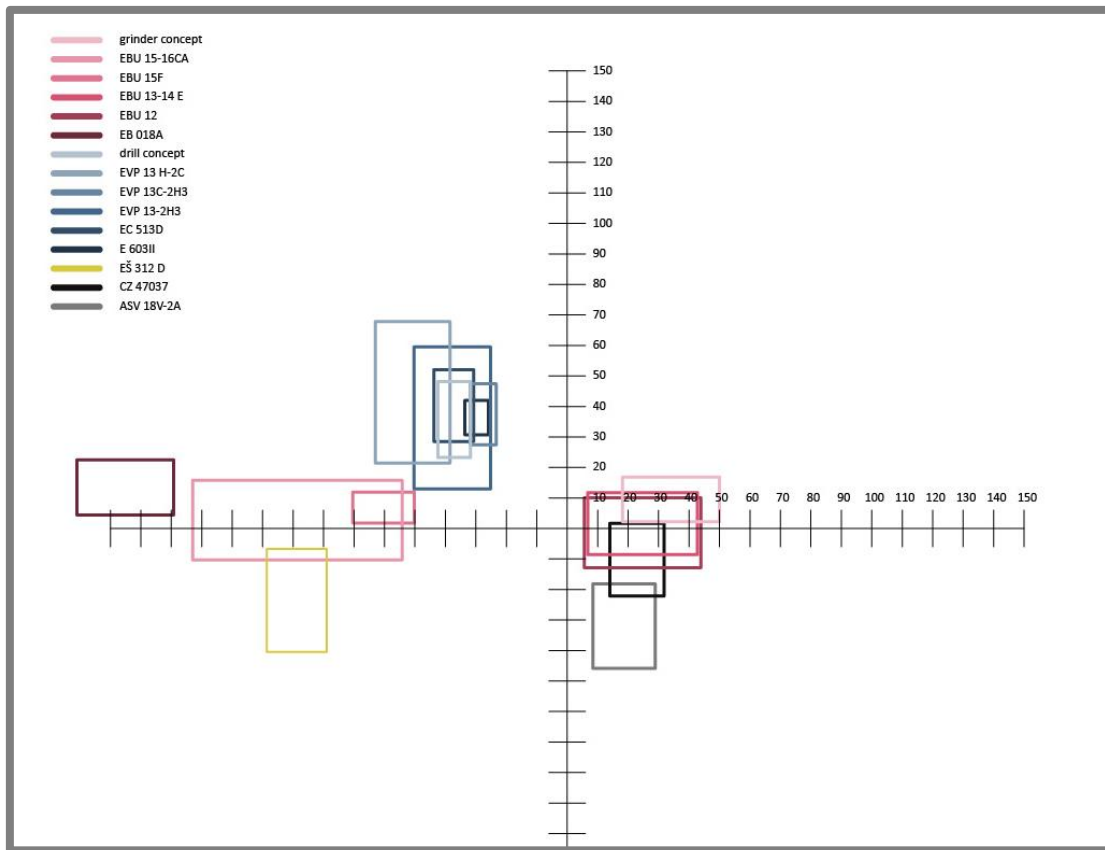 grinder concept
EBU 15-16CA
EBU 15F
EBU 13-14 E
EBU 12
EB 018A
drill concept
EVP 13 H-2C
EVP 13C-2H3
EVP 13-2H3
EC 513D
E 603II
EŠ 312 D
CZ 47037
ASV 18V-2A
150
140
130
120
110
100
90
80
70
60
50
40
30
20
10 20 30 40 50 60 70 80 90 100 110 120 130 140 150